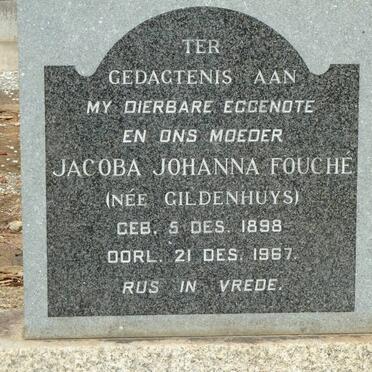 TER
GEDAGTENIS AAN
MY DIERBARE EGGENOTE
EN ONS MOEDER
JACOBA JOHANNA FOUCHÉ
(NÉE GILDENHUYS)
GEB. 5 DES. 1898
OORL. 21 DES. 1967.
RUS IN VREDE.